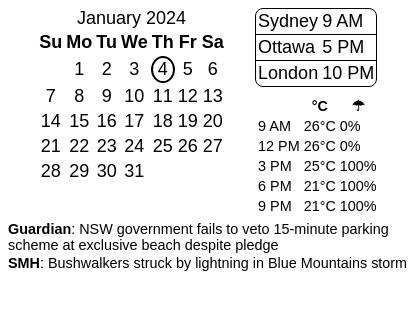 January 2024
Su Mo Tu We Th Fr Sa
1 2 3 4 5 6
7 8 9 10 11 12 13
14 15 16 17 18 19 20
21 22 23 24 25 26 27
28 29 30 31
Sydney 9 AM
Ottawa 5 PM
London 10 PM
°C ☂
9 AM 26°C 0%
12 PM 26°C 0%
3 PM 25°C 100%
6 PM 21°C 100%
9 PM 21°C 100%
Guardian: NSW government fails to veto 15-minute parking
scheme at exclusive beach despite pledge
SMH: Bushwalkers struck by lightning in Blue Mountains storm